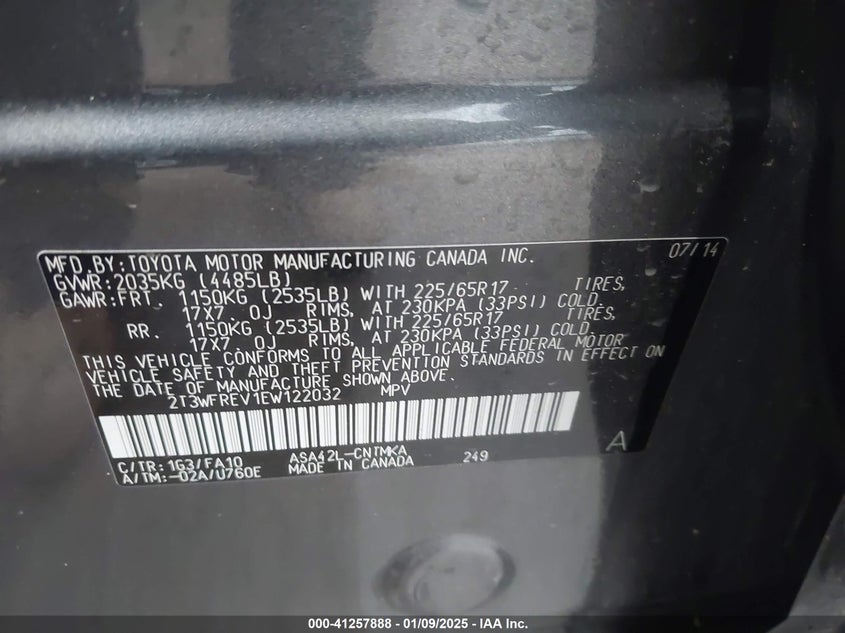 MFD.BY:TOYOTA MOTOR MANUFACTURING CANADA INC. 07/14
GVWR:2035KG (4485LB)
GAWR:FRT. 1150KG (2535LB) WITH 225/65R17 TIRES,
17X7.0J RIMS, AT 230KPA (33PSI) COLD.
RR. 1150KG (2535LB) WITH 225/65R17 TIRES,
17X7.0J RIMS, AT 230KPA (33PSI) COLD.
THIS VEHICLE CONFORMS TO ALL APPLICABLE FEDERAL MOTOR
VEHICLE SAFETY AND THEFT PREVENTION STANDARDS IN EFFECT ON
THE DATE OF MANUFACTURE SHOWN ABOVE.
2T3WFREV1EW122032 MPV
C/TR:1G3/FA10 ASA42L-CNTMKA 249 A
A/TM:-02A/U760E MADE IN CANADA
000-41257888 - 01/09/2025 - IAA Inc.